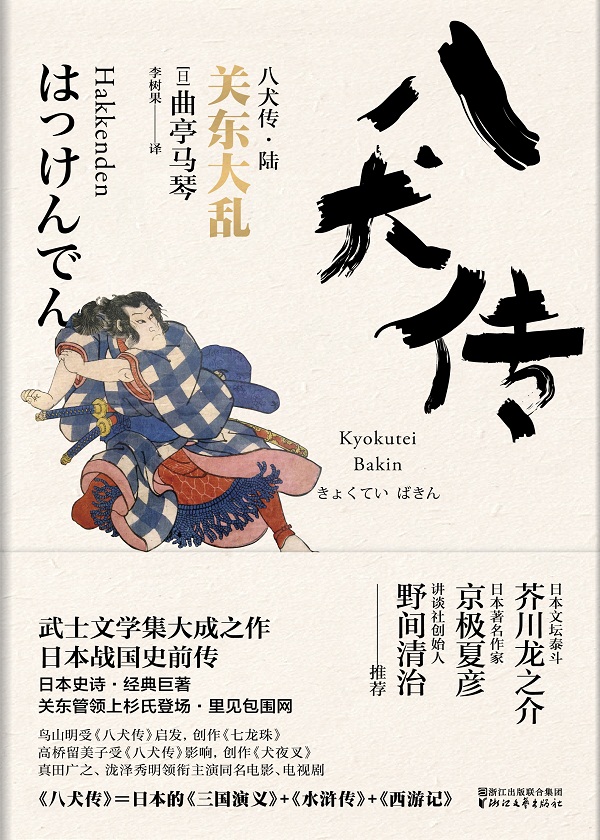 八犬传
八犬传·陆
关东大乱
[日]曲亭马琴
李树果——译
Hakkenden
はっけんでん
Kyokutei
Bakin
きょくてい ばきん
日本文坛泰斗
芥川龙之介
日本著名作家
京极夏彦
讲谈社创始人
野间清治
——推荐
武士文学集大成之作
日本战国史前传
日本史诗·经典巨著
关东管领上杉氏登场·里见包围网
鸟山明受《八犬传》启发，创作《七龙珠》
高桥留美子受《八犬传》影响，创作《犬夜叉》
真田广之、泷泽秀明领衔主演同名电影、电视剧
《八犬传》＝日本的《三国演义》+《水浒传》+《西游记》
浙江出版联合集团
浙江文艺出版社